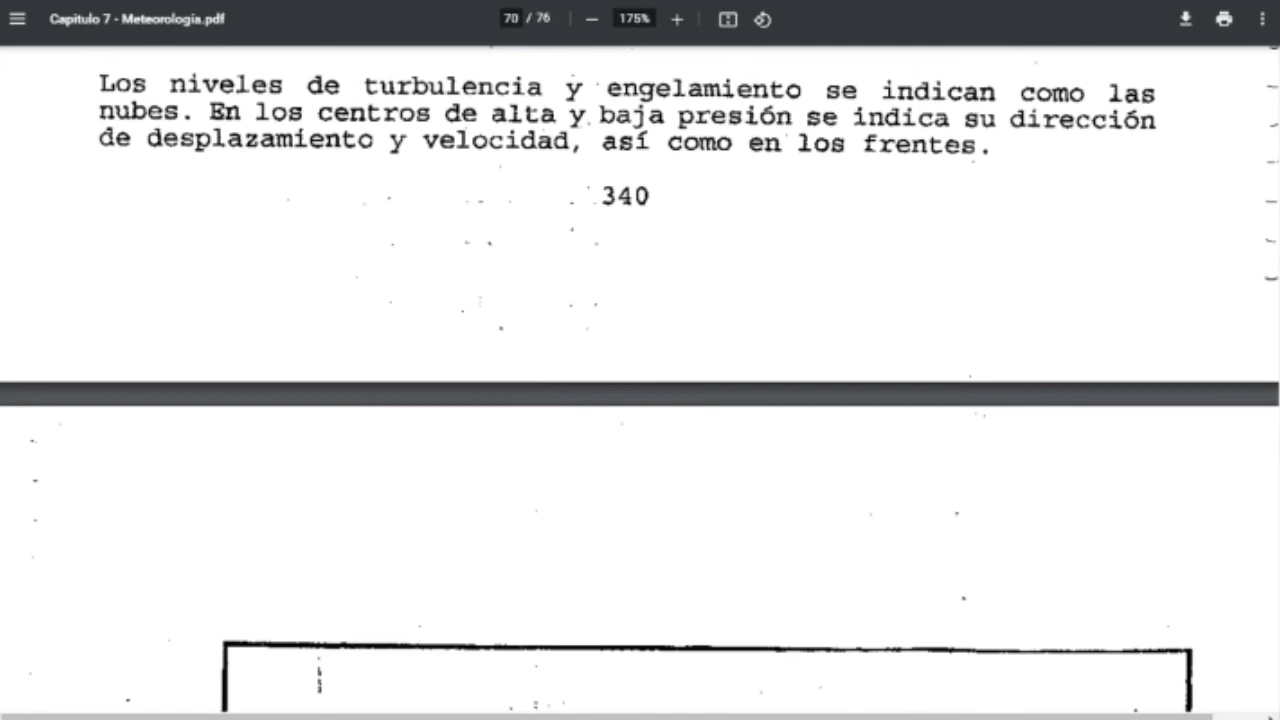 Capitulo 7 - Meteorología.pdf
70 / 76
175%
Los niveles de turbulencia y engelamiento se indican como las
nubes. En los centros de alta y baja presión se indica su dirección
de desplazamiento y velocidad, así como en los frentes.
340